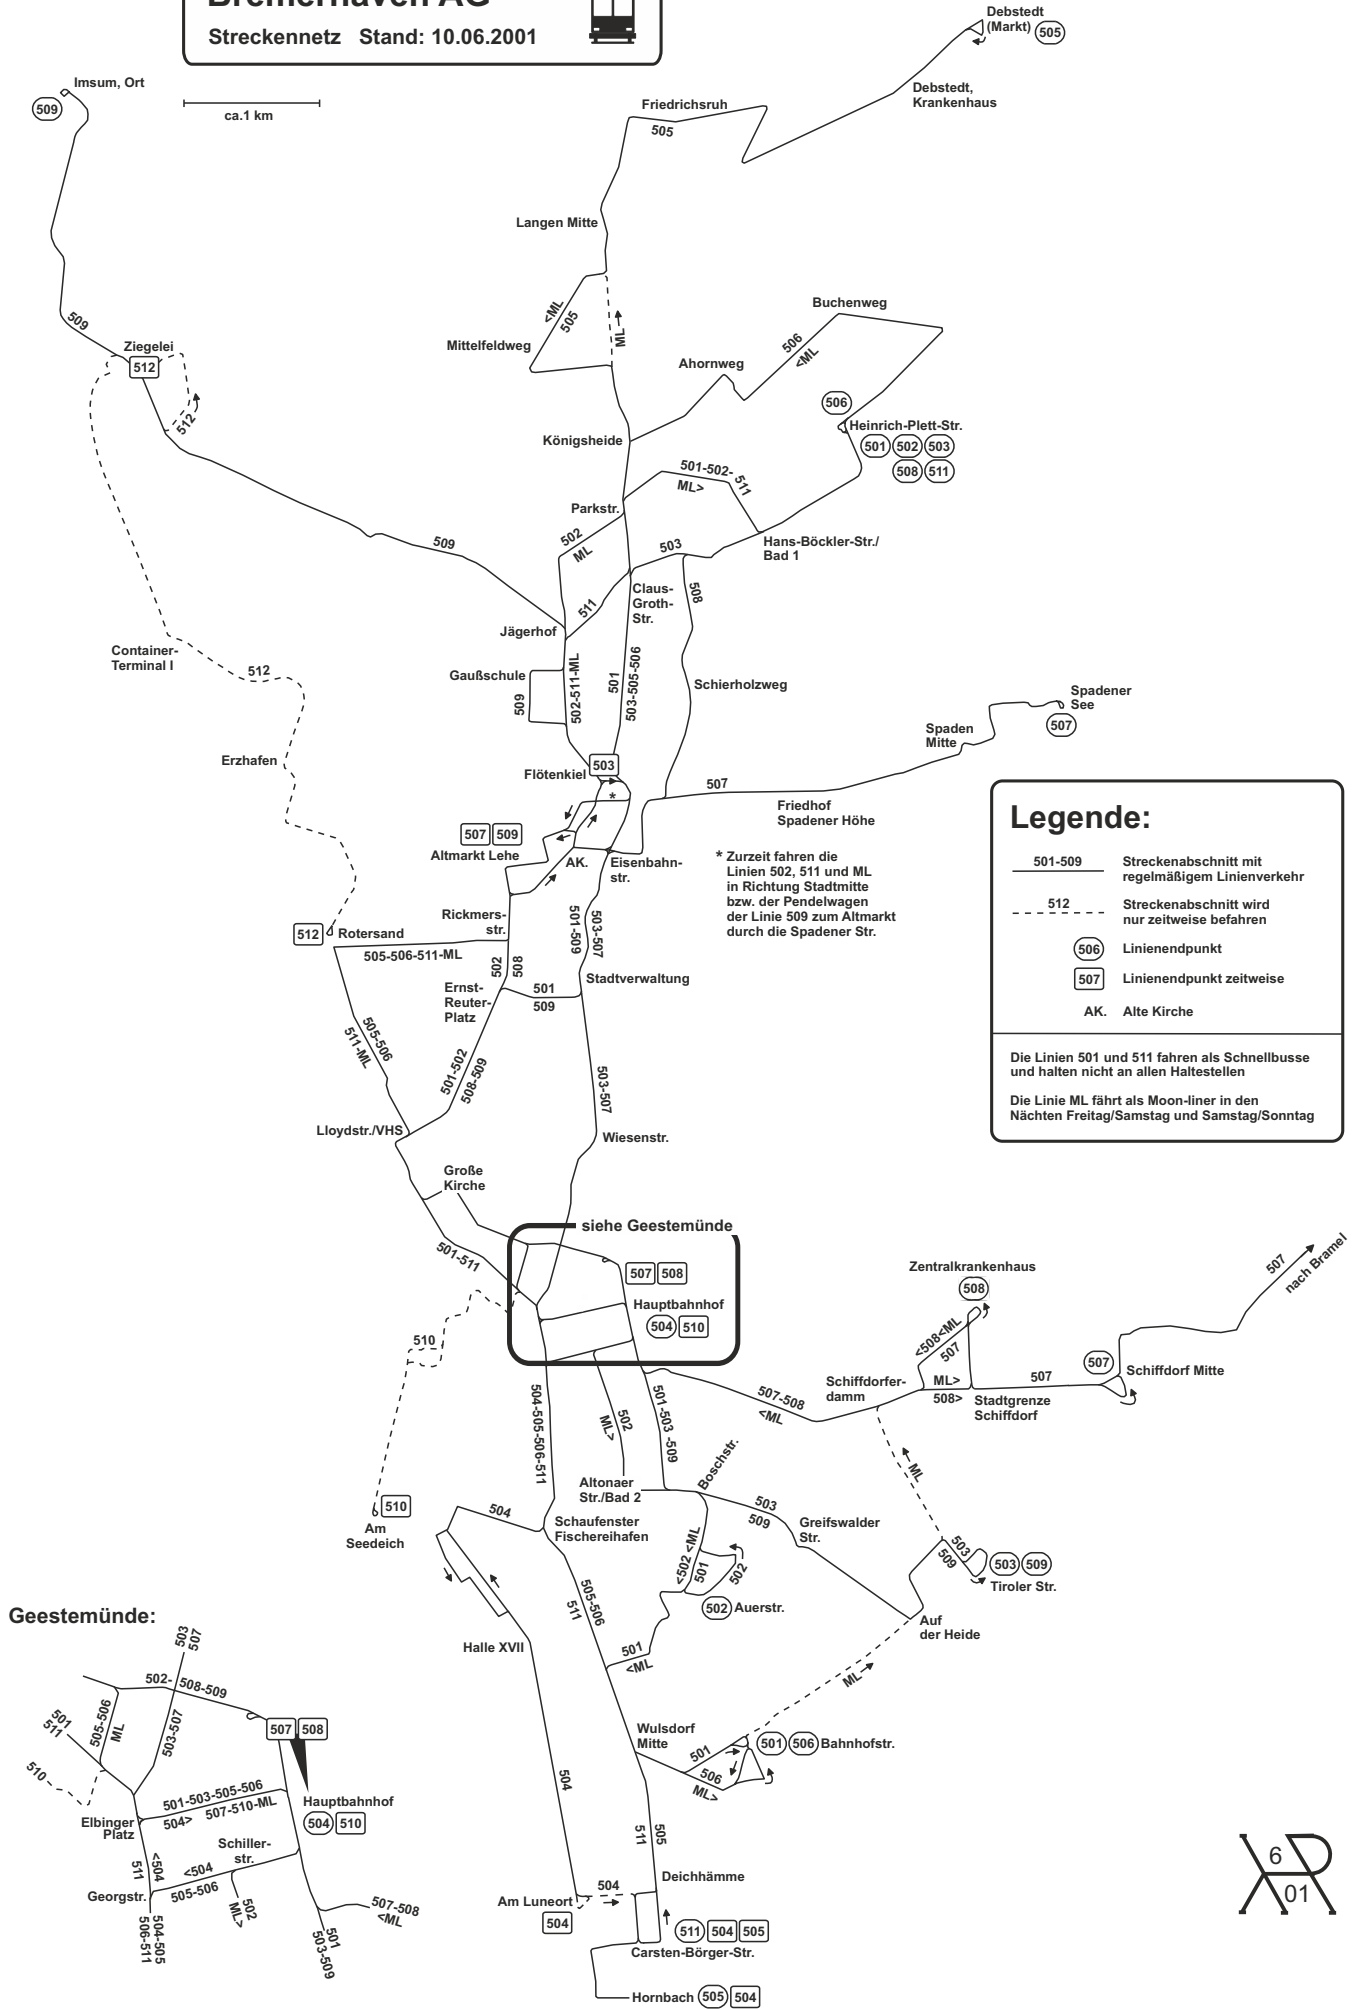 Bremerhaven AG
Streckennetz Stand: 10.06.2001
ca.1 km
Debstedt
(Markt)
505
Debstedt,
Krankenhaus
Imsum, Ort
509
Friedrichsruh
505
Langen Mitte
<ML
505
ML
Mittelfeldweg
509
Ziegelei
512
512
Buchenweg
506
<ML
Ahornweg
506
Heinrich-Plett-Str.
501 502 503
508 511
Königsheide
501-502-
511
ML>
Parkstr.
502
ML
503
Hans-Böckler-Str./
Bad 1
509
508
511
Claus-
Groth-
Str.
Jägerhof
Container-
Terminal I
512
Gaußschule
509
502-511-ML
501
503-505-506
Schierholzweg
Spadener
See
507
Spaden
Mitte
Erzhafen
Flötenkiel
503
*
507
Friedhof
Spadener Höhe
507 509
Altmarkt Lehe
AK.
Eisenbahn-
str.
* Zurzeit fahren die
Linien 502, 511 und ML
in Richtung Stadtmitte
bzw. der Pendelwagen
der Linie 509 zum Altmarkt
durch die Spadener Str.
Legende:
501-509
Streckenabschnitt mit
regelmäßigem Linienverkehr
512
Streckenabschnitt wird
nur zeitweise befahren
506
Linienendpunkt
507
Linienendpunkt zeitweise
AK.
Alte Kirche
Die Linien 501 und 511 fahren als Schnellbusse
und halten nicht an allen Haltestellen
Die Linie ML fährt als Moon-liner in den
Nächten Freitag/Samstag und Samstag/Sonntag
Rickmers-
str.
512
Rotersand
505-506-511-ML
502
508
501-509
503-507
Stadtverwaltung
Ernst-
Reuter-
Platz
501
509
505-506
511-ML
501-502
508-509
503-507
Lloydstr./VHS
Wiesenstr.
Große
Kirche
501-511
siehe Geestemünde
507 508
Hauptbahnhof
504 510
510
Zentralkrankenhaus
508
507
nach Bramel
<508<ML
507
ML>
508>
507
507
Schiffdorf Mitte
Stadtgrenze
Schiffdorf
Schiffdorfer-
damm
507-508
<ML
504-505-506-511
502
ML>
501-503 -509
Altonaer
Str./Bad 2
Boschstr.
503
509
Greifswalder
Str.
ML
510
Am
Seedeich
504
Schaufenster
Fischereihafen
<502 <ML
501
502
502
Auerstr.
503
509
503 509
Tiroler Str.
505-506
511
501
<ML
Auf
der Heide
ML
Halle XVII
504
Wulsdorf
Mitte
501
506
ML>
501 506 Bahnhofstr.
511
505
Deichhämme
504
Am Luneort
504
511 504 505
Carsten-Börger-Str.
Hornbach 505 504
Geestemünde:
503
507
502- 508-509
501
511
505-506
ML
503-507
510
507 508
501-503-505-506
504> 507-510-ML
Hauptbahnhof
504 510
Elbinger
Platz
Schiller-
str.
511
<504
<504
505-506
Georgstr.
504-505
506-511
502
ML>
507-508
<ML
501
503-509
6
01